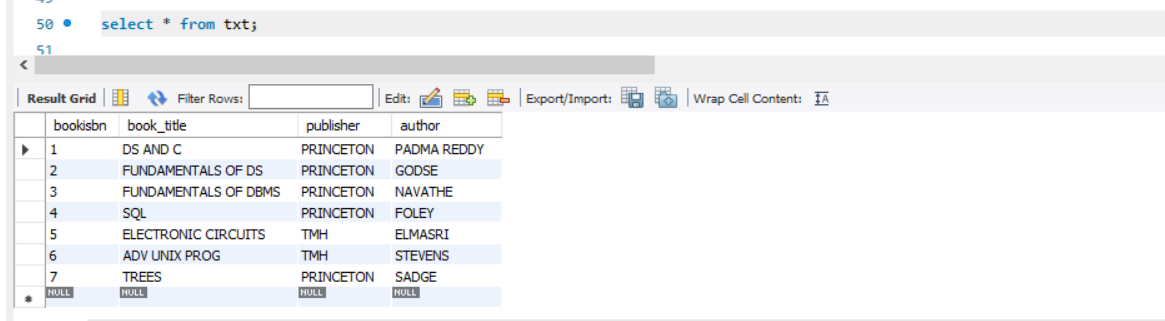 50 select * from txt;
51
Result Grid Filter Rows: Edit: Export/Import: Wrap Cell Content: IA
bookisbn book_title publisher author
1 DS AND C PRINCETON PADMA REDDY
2 FUNDAMENTALS OF DS PRINCETON GODSE
3 FUNDAMENTALS OF DBMS PRINCETON NAVATHE
4 SQL PRINCETON FOLEY
5 ELECTRONIC CIRCUITS TMH ELMASRI
6 ADV UNIX PROG TMH STEVENS
7 TREES PRINCETON SADGE
NULL NULL NULL NULL